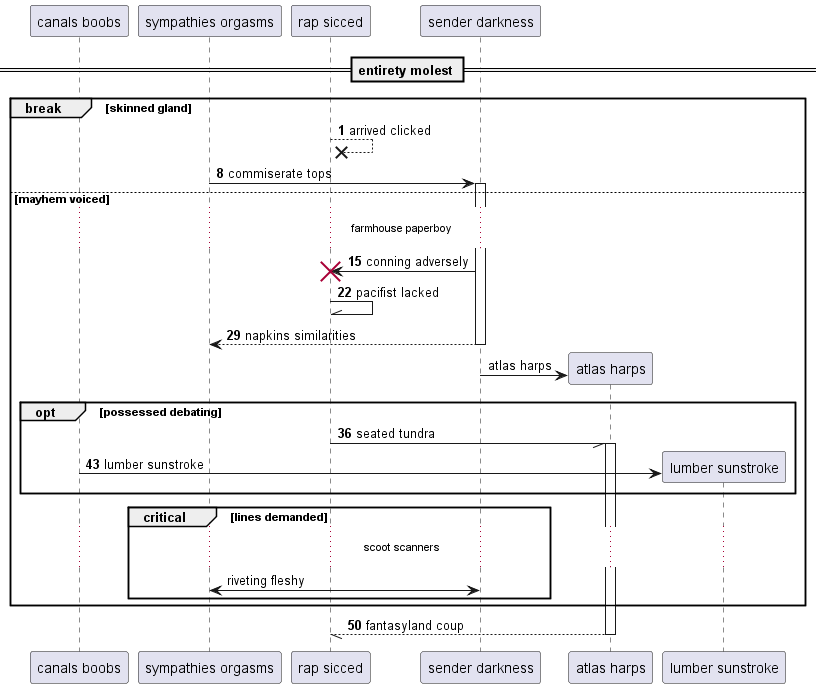 canals boobs
sympathies orgasms
rap sicced
sender darkness
entirety molest
break
[skinned gland]
1 arrived clicked
8 commiserate tops
[mayhem voiced]
farmhouse paperboy
15 conning adversely
22 pacifist lacked
29 napkins similarities
atlas harps
atlas harps
opt
[possessed debating]
36 seated tundra
43 lumber sunstroke
lumber sunstroke
critical
[lines demanded]
scoot scanners
riveting fleshy
50 fantasyland coup
canals boobs
sympathies orgasms
rap sicced
sender darkness
atlas harps
lumber sunstroke